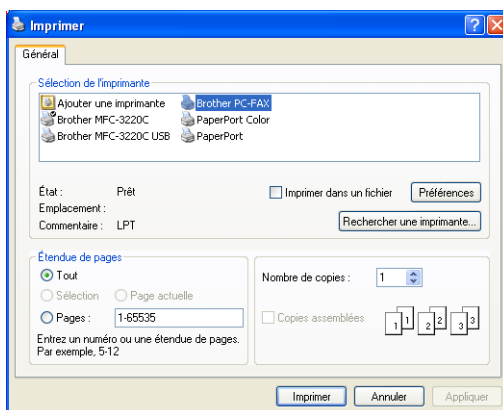 Imprimer
Général
Sélection de l'imprimante
Ajouter une imprimante
Brother PC-FAX
Brother MFC-3220C
PaperPort Color
Brother MFC-3220C USB
PaperPort
État : Prêt
Imprimer dans un fichier
Préférences
Emplacement :
Commentaire : LPT
Rechercher une imprimante...
Étendue de pages
Tout
Sélection
Page actuelle
Pages : 1-65535
Entrez un numéro ou une étendue de pages.
Par exemple, 5-12
Nombre de copies : 1
Copies assemblées
1 1 2 2 3 3
Imprimer
Annuler
Appliquer